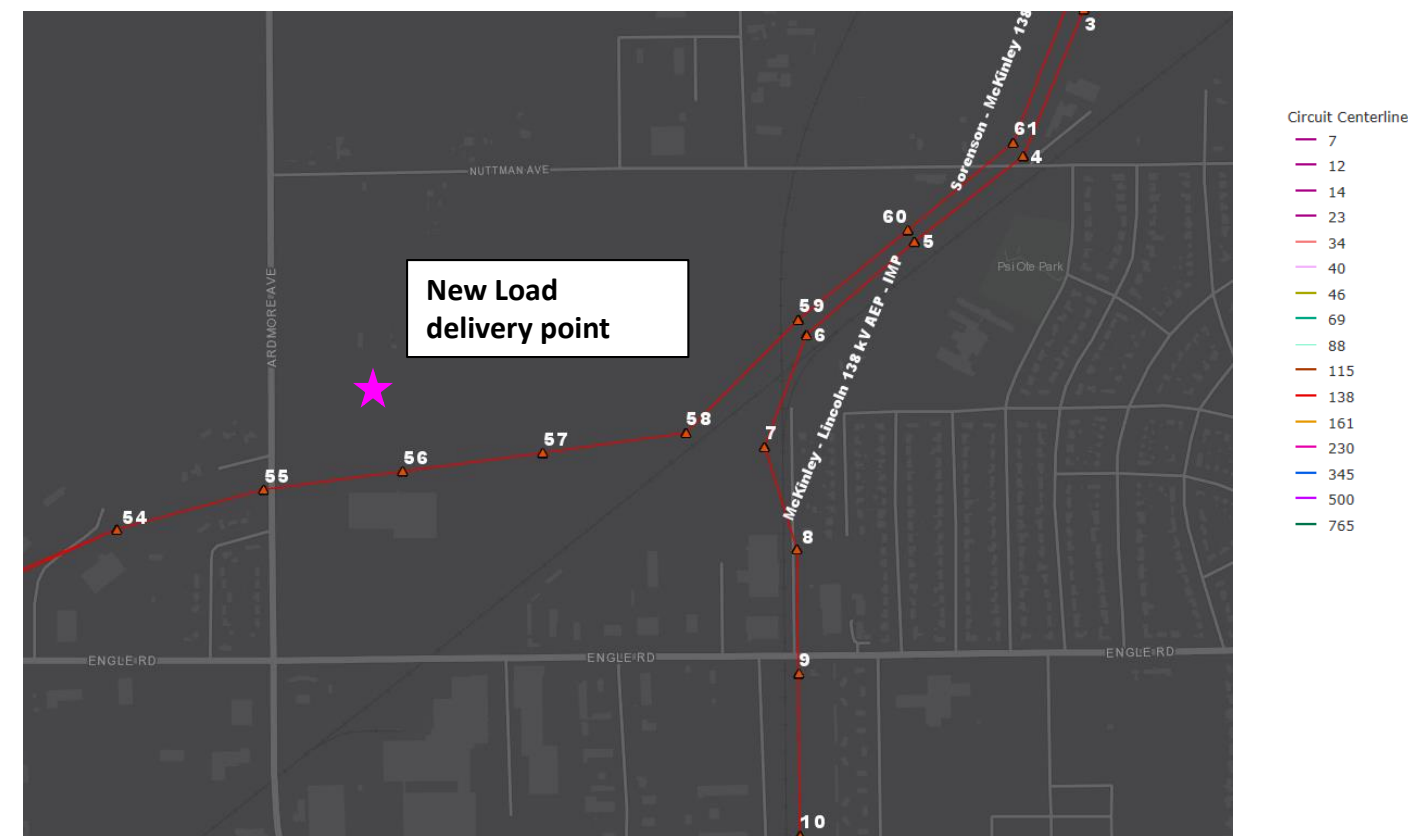 3
Sorenson - McKinley 138
61
4
NUTTMAN AVE
60
5
Psi Ote Park
New Load
delivery point
ARDMORE AVE
59
6
McKinley - Lincoln 138 kV AEP - IMP
58
7
57
56
55
54
8
ENGLE RD
ENGLE RD
ENGLE RD
9
10
Circuit Centerline
7
12
14
23
34
40
46
69
88
115
138
161
230
345
500
765